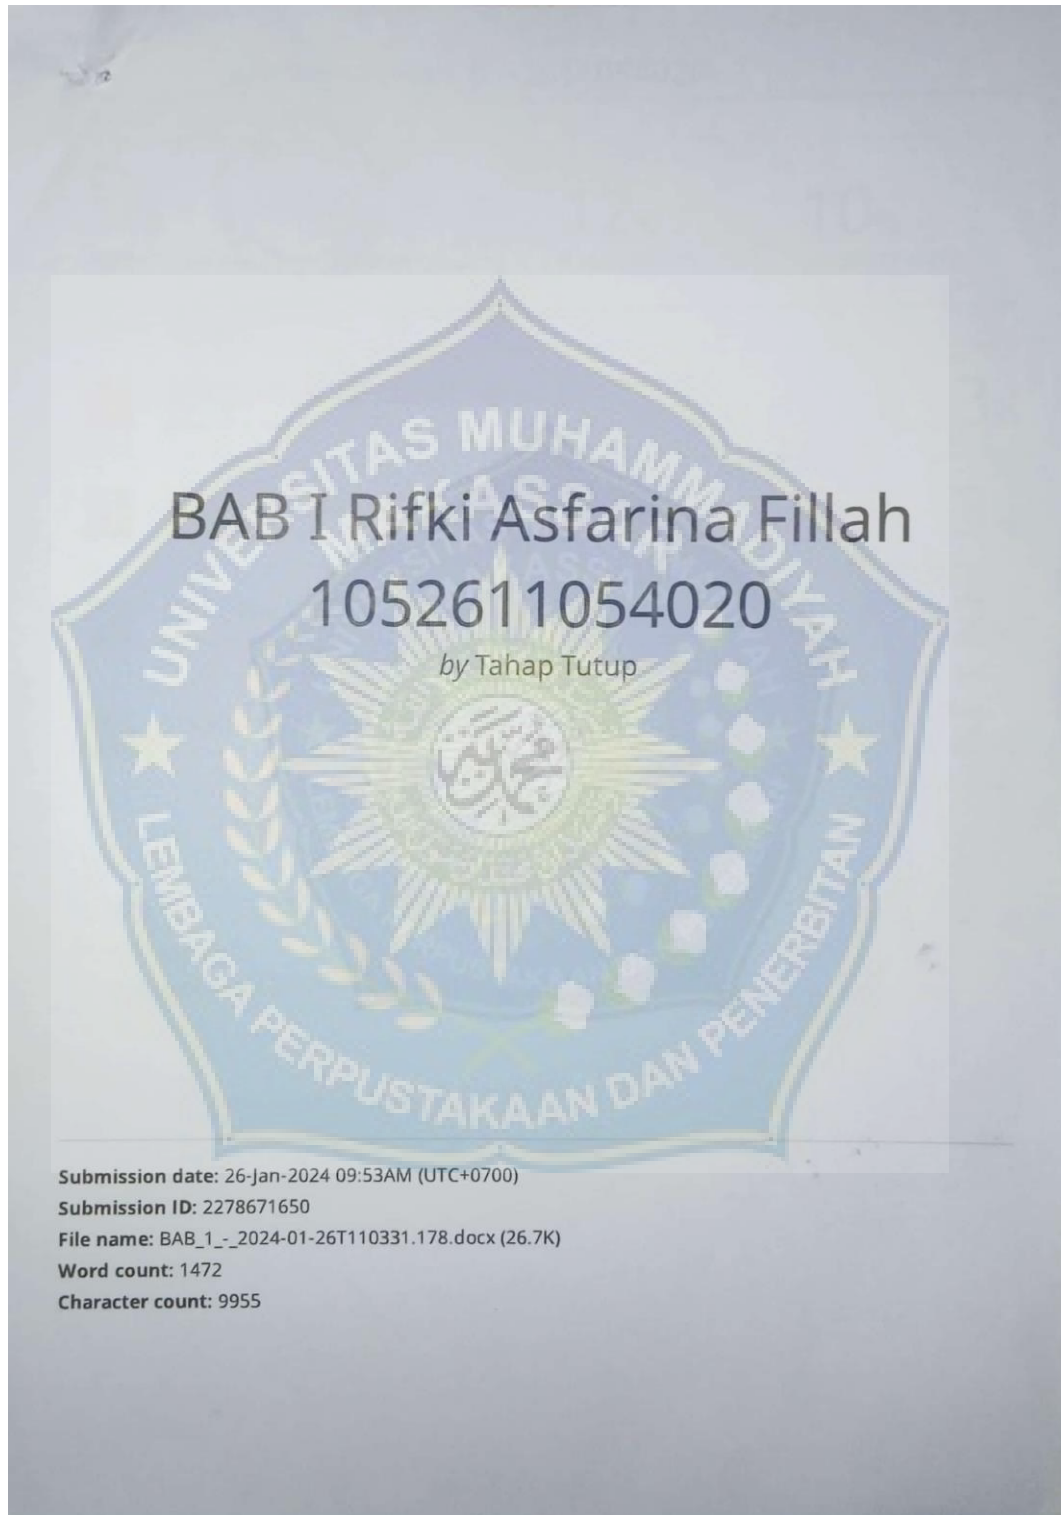 BAB I Rifki Asfarina Fillah
1052611054020
by Tahap Tutup
UNIVERSITAS MUHAMMADIYAH
MAKASSAR
محمد
LEMBAGA PERPUSTAKAAN DAN PENERBITAN
Submission date: 26-Jan-2024 09:53AM (UTC+0700)
Submission ID: 2278671650
File name: BAB_1_-_2024-01-26T110331.178.docx (26.7K)
Word count: 1472
Character count: 9955